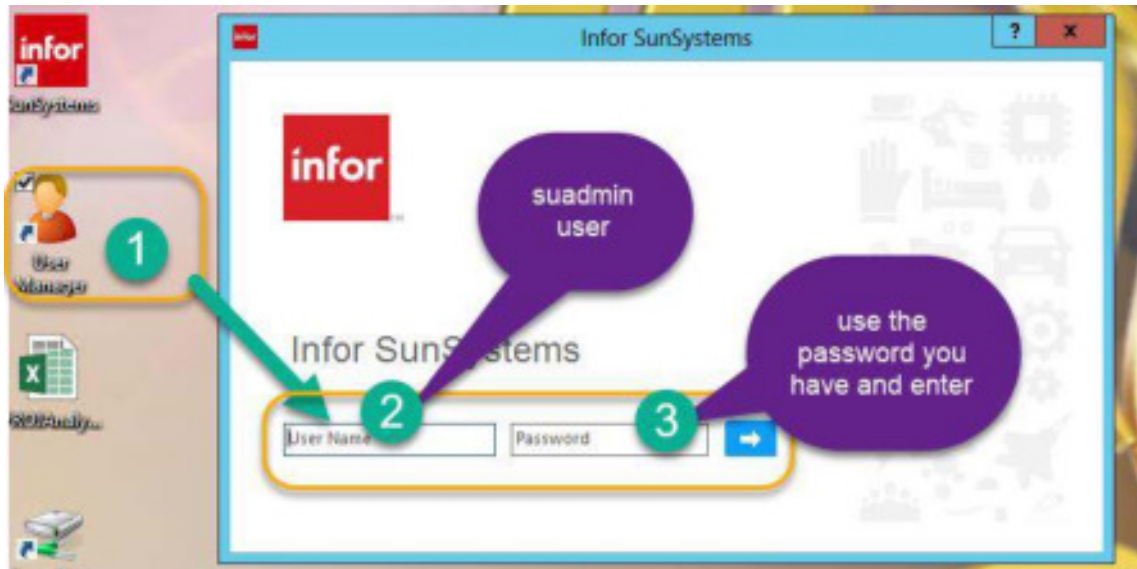 infor
SunSystems
User
Manager
Infor SunSystems
?
x
infor
suadmin
user
1
use the
password you
have and enter
Infor SunSystems
2
3
User Name
Password